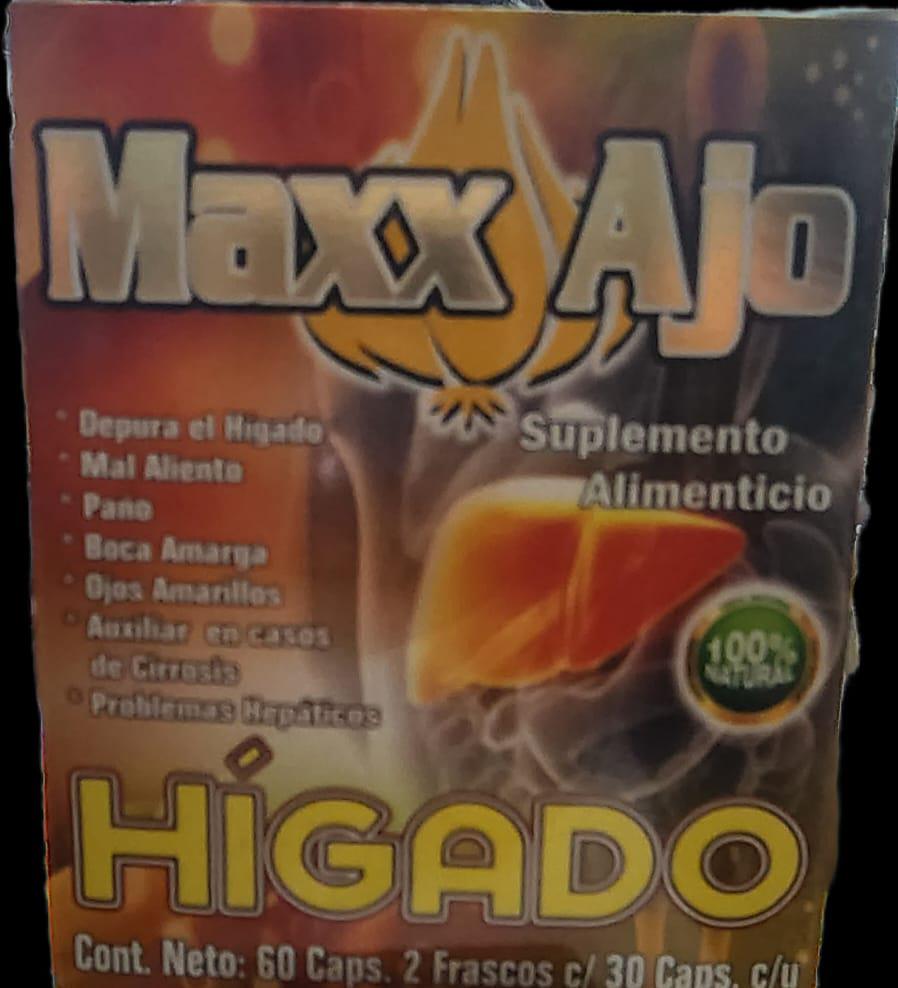 Maxx Ajo
· Depura el Hígado
· Mal Aliento
· Paño
· Boca Amarga
· Ojos Amarillos
· Auxiliar en casos
de Cirrosis
· Problemas Hepáticos
Suplemento
Alimenticio
100%
NATURAL
HÍGADO
Cont. Neto: 60 Caps. 2 Frascos c/ 30 Caps. c/u